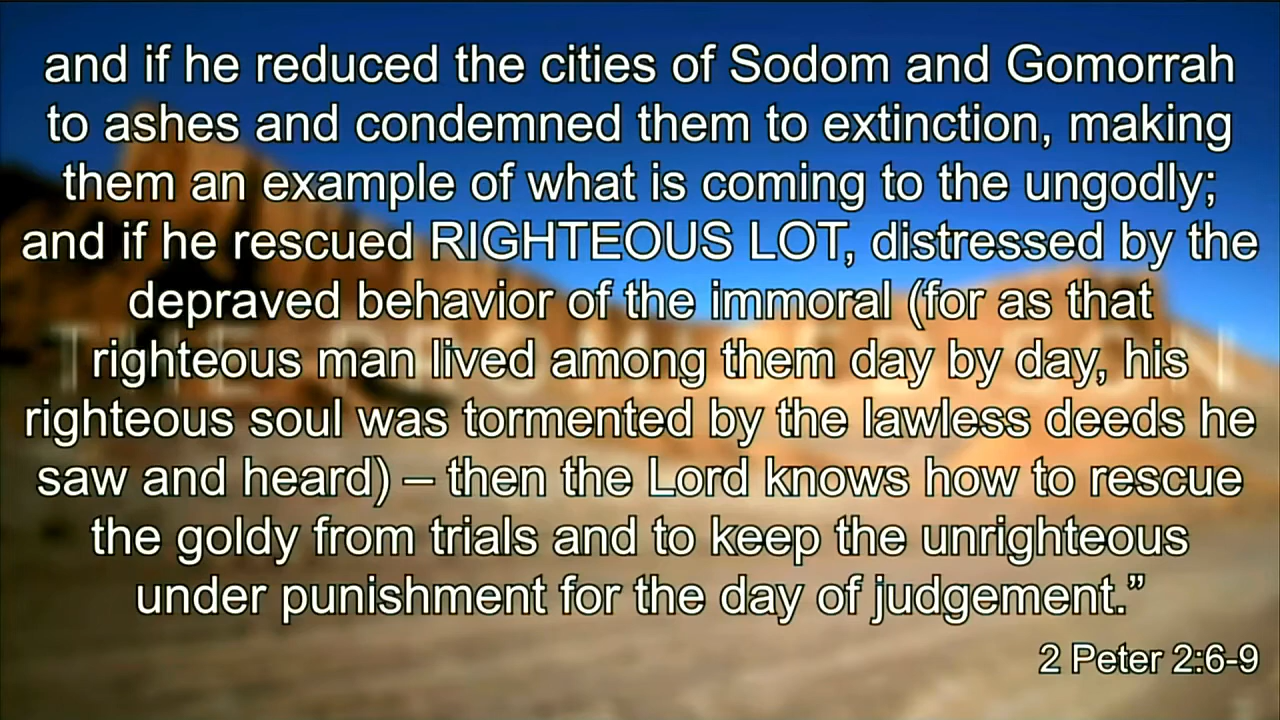 and if he reduced the cities of Sodom and Gomorrah
to ashes and condemned them to extinction, making
them an example of what is coming to the ungodly;
and if he rescued RIGHTEOUS LOT, distressed by the
depraved behavior of the immoral (for as that
righteous man lived among them day by day, his
righteous soul was tormented by the lawless deeds he
saw and heard) – then the Lord knows how to rescue
the goldy from trials and to keep the unrighteous
under punishment for the day of judgement.”
2 Peter 2:6-9